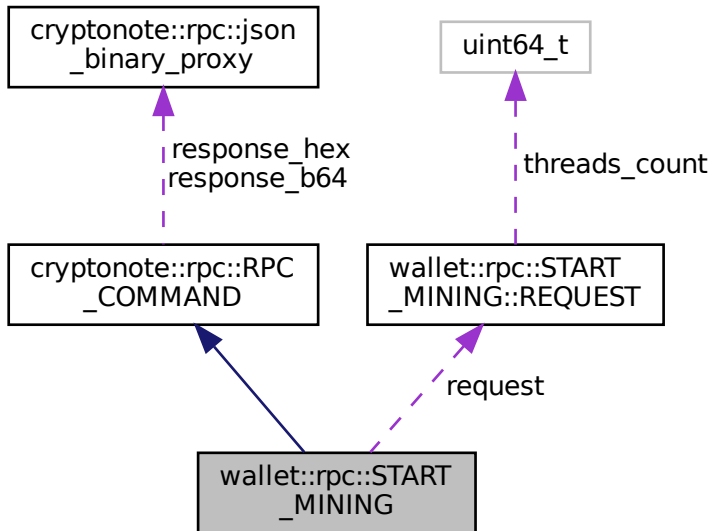 cryptonote::rpc::json
_binary_proxy
uint64_t
response_hex
response_b64
threads_count
cryptonote::rpc::RPC
_COMMAND
wallet::rpc::START
_MINING::REQUEST
request
wallet::rpc::START
_MINING